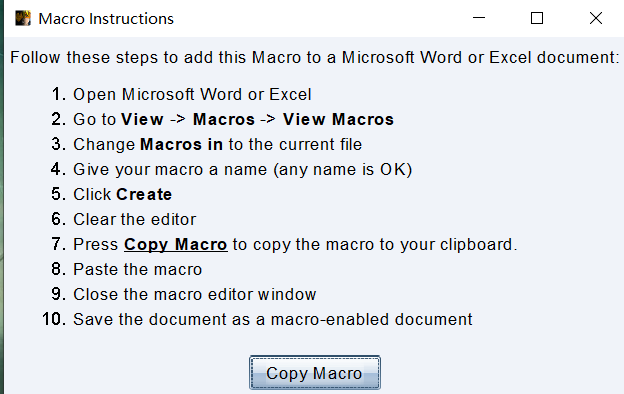 Macro Instructions
Follow these steps to add this Macro to a Microsoft Word or Excel document:
1. Open Microsoft Word or Excel
2. Go to View -> Macros -> View Macros
3. Change Macros in to the current file
4. Give your macro a name (any name is OK)
5. Click Create
6. Clear the editor
7. Press Copy Macro to copy the macro to your clipboard.
8. Paste the macro
9. Close the macro editor window
10. Save the document as a macro-enabled document
Copy Macro